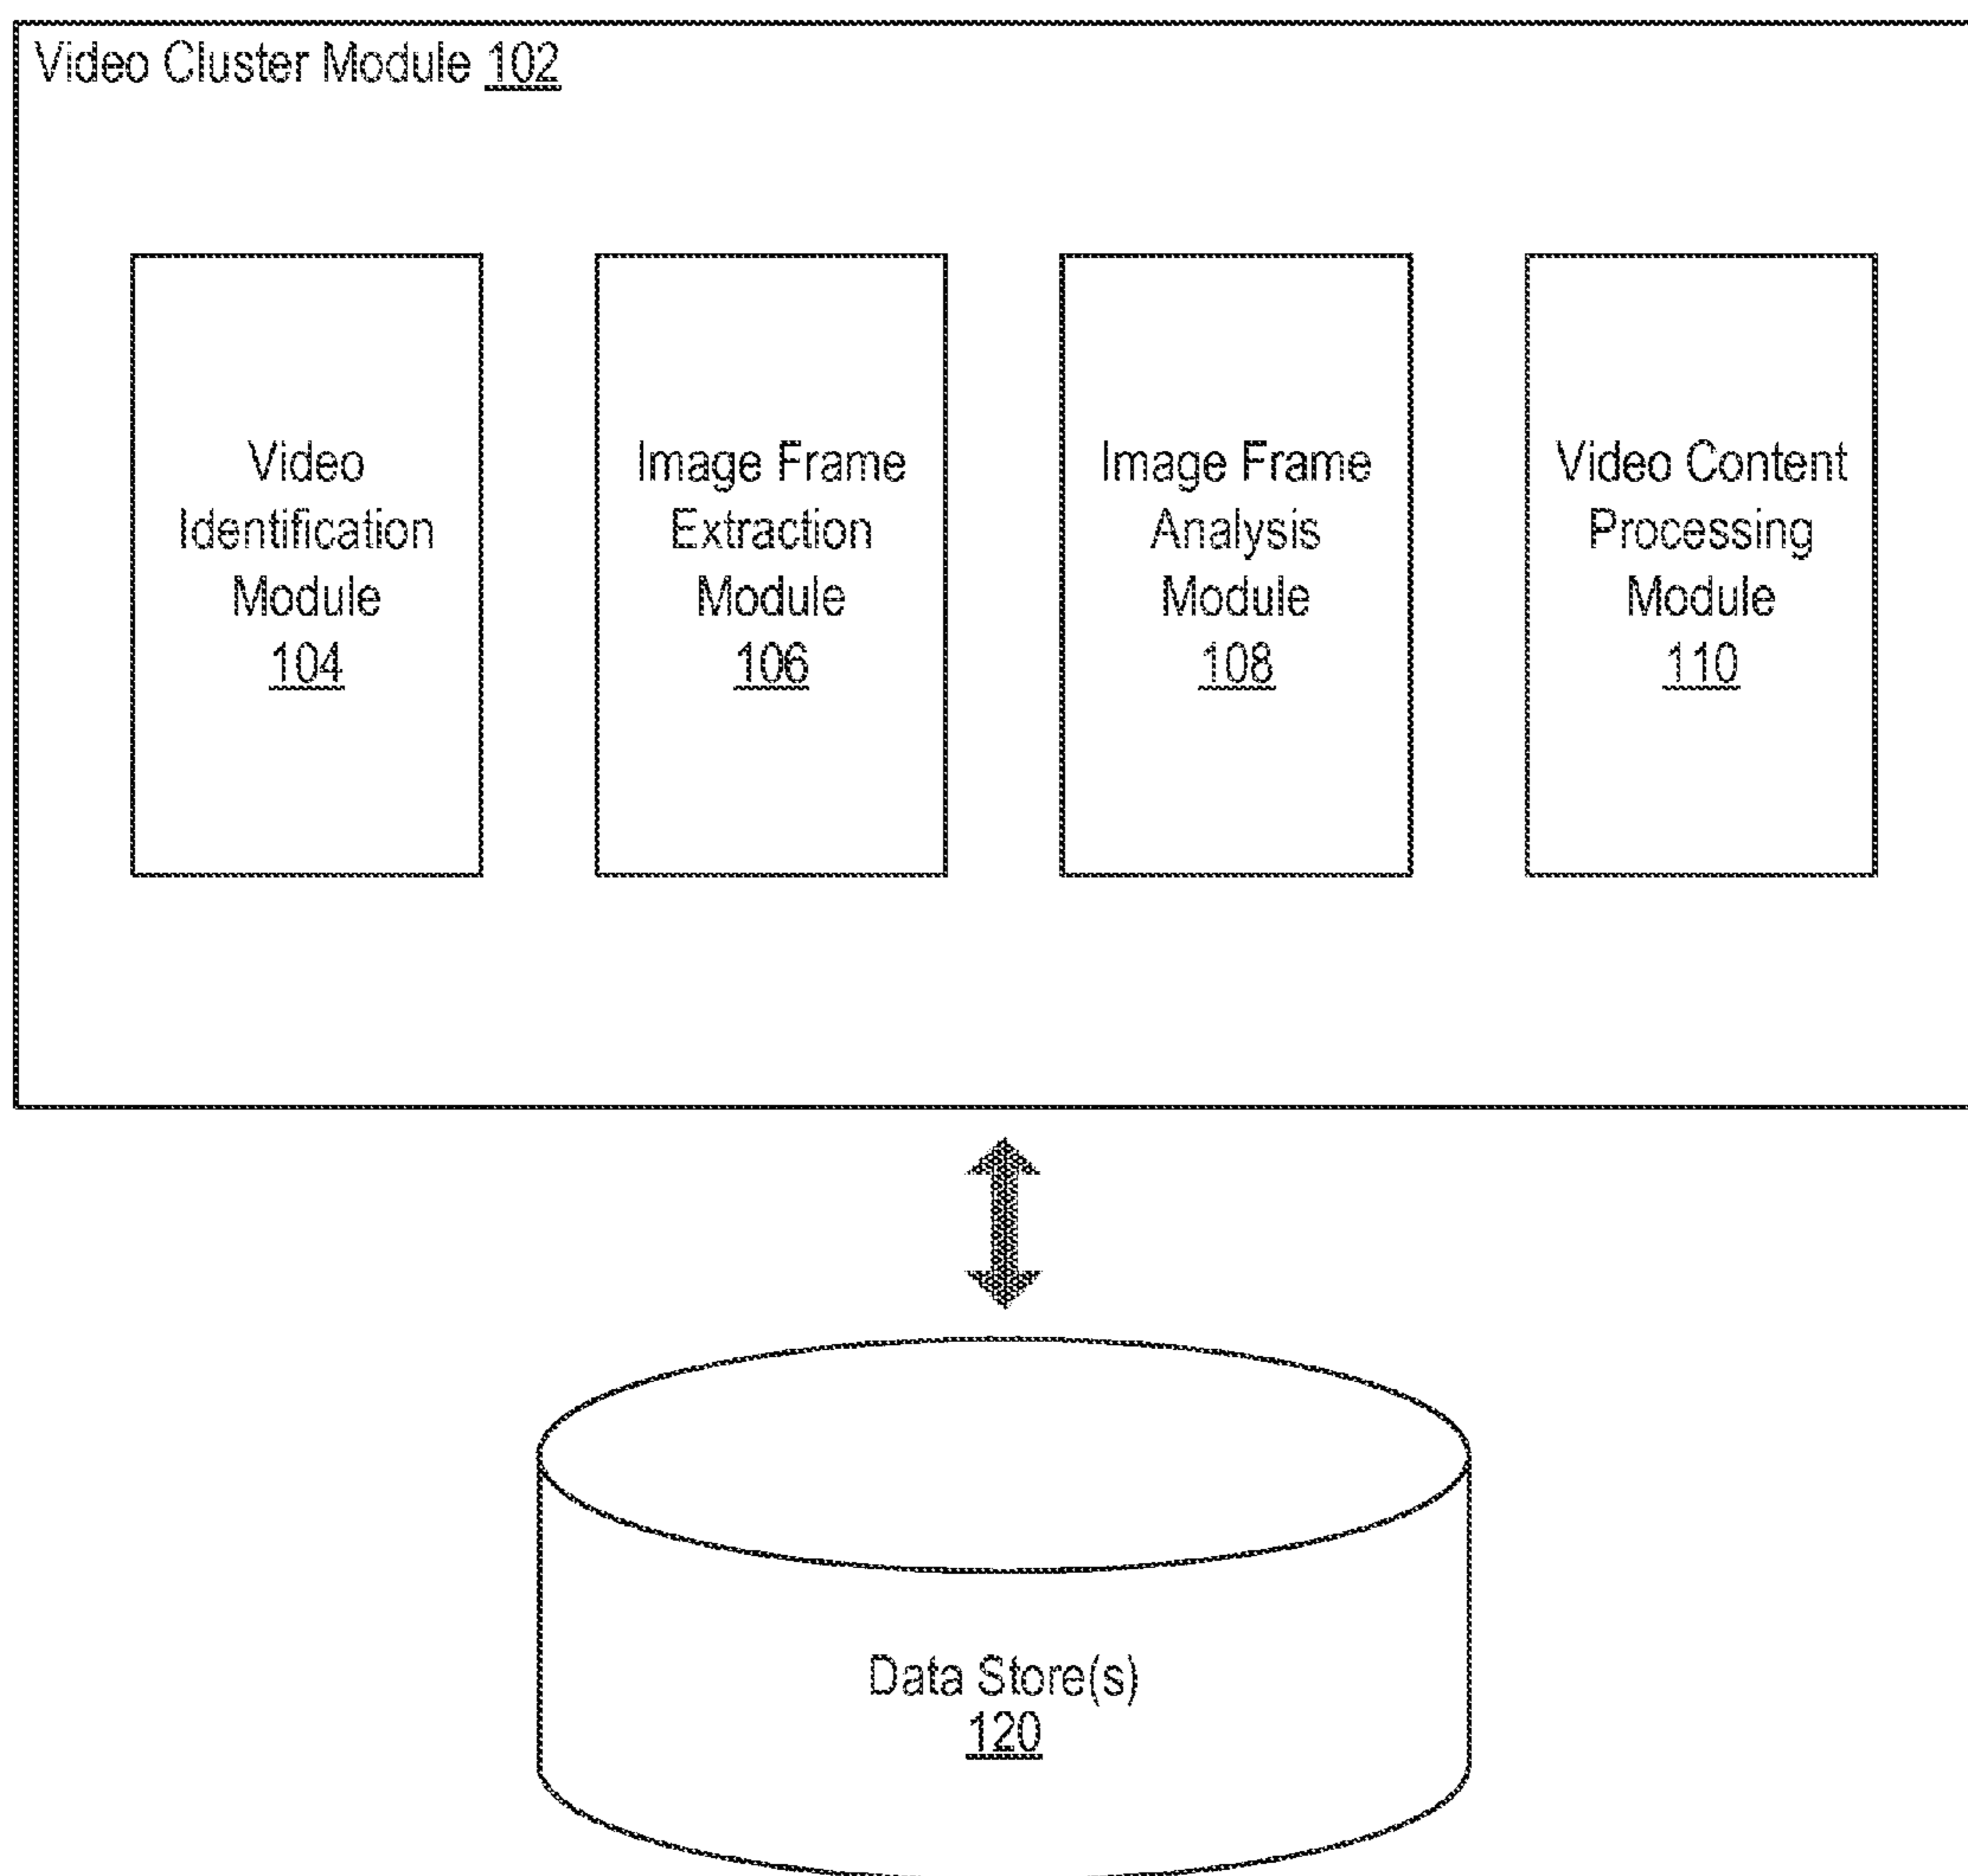 Video Cluster Module 102
Video
Identification
Module
104
Image Frame
Extraction
Module
106
Image Frame
Analysis
Module
108
Video Content
Processing
Module
110
Data Store(s)
120